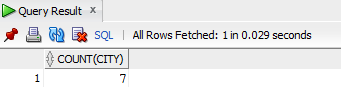 Query Result x
SQL | All Rows Fetched: 1 in 0.029 seconds
COUNT(CITY)
1 7